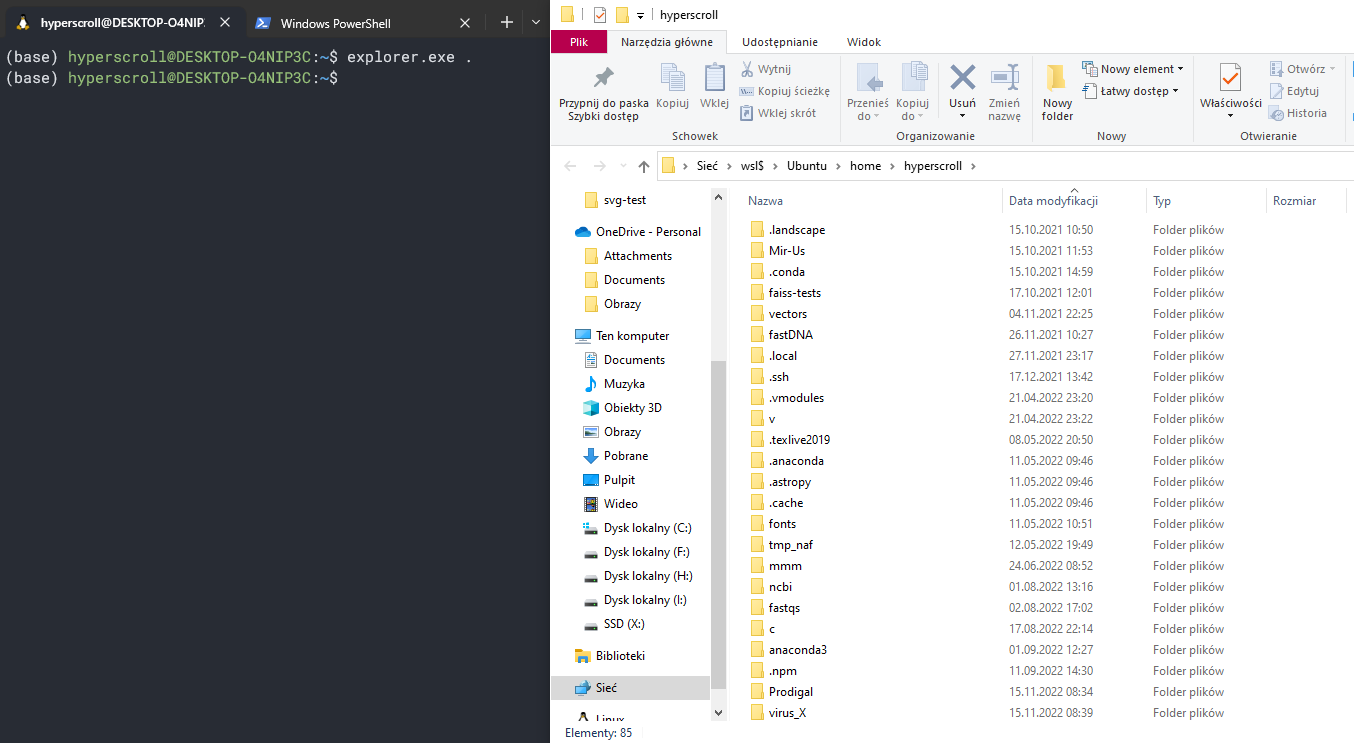 hyperscroll@DESKTOP-O4NIP:
Windows PowerShell
(base) hyperscroll@DESKTOP-O4NIP3C:~$ explorer.exe .
(base) hyperscroll@DESKTOP-O4NIP3C:~$
hyperscroll
Plik Narzędzia główne Udostępnianie Widok
Przypnij do paska Szybki dostęp
Kopiuj
Wklej
Wytnij
Kopiuj ścieżkę
Wklej skrót
Schowek
Przenieś do
Kopiuj do
Usuń
Zmień nazwę
Organizowanie
Nowy folder
Nowy element
Łatwy dostęp
Nowy
Właściwości
Otwórz
Edytuj
Historia
Otwieranie
Sieć › wsl$ › Ubuntu › home › hyperscroll ›
svg-test
OneDrive - Personal
Attachments
Documents
Obrazy
Ten komputer
Documents
Muzyka
Obiekty 3D
Obrazy
Pobrane
Pulpit
Wideo
Dysk lokalny (C:)
Dysk lokalny (F:)
Dysk lokalny (H:)
Dysk lokalny (I:)
SSD (X:)
Biblioteki
Sieć
Linux
Nazwa Data modyfikacji Typ Rozmiar
.landscape 15.10.2021 10:50 Folder plików
Mir-Us 15.10.2021 11:53 Folder plików
.conda 15.10.2021 14:59 Folder plików
faiss-tests 17.10.2021 12:01 Folder plików
vectors 04.11.2021 22:25 Folder plików
fastDNA 26.11.2021 10:27 Folder plików
.local 27.11.2021 23:17 Folder plików
.ssh 17.12.2021 13:42 Folder plików
.vmodules 21.04.2022 23:20 Folder plików
v 21.04.2022 23:22 Folder plików
.texlive2019 08.05.2022 20:50 Folder plików
.anaconda 11.05.2022 09:46 Folder plików
.astropy 11.05.2022 09:46 Folder plików
.cache 11.05.2022 09:46 Folder plików
fonts 11.05.2022 10:51 Folder plików
tmp_naf 12.05.2022 19:49 Folder plików
mmm 24.06.2022 08:52 Folder plików
ncbi 01.08.2022 13:16 Folder plików
fastqs 02.08.2022 17:02 Folder plików
c 17.08.2022 22:14 Folder plików
anaconda3 01.09.2022 12:27 Folder plików
.npm 11.09.2022 14:30 Folder plików
Prodigal 15.11.2022 08:34 Folder plików
virus_X 15.11.2022 08:39 Folder plików
Elementy: 85